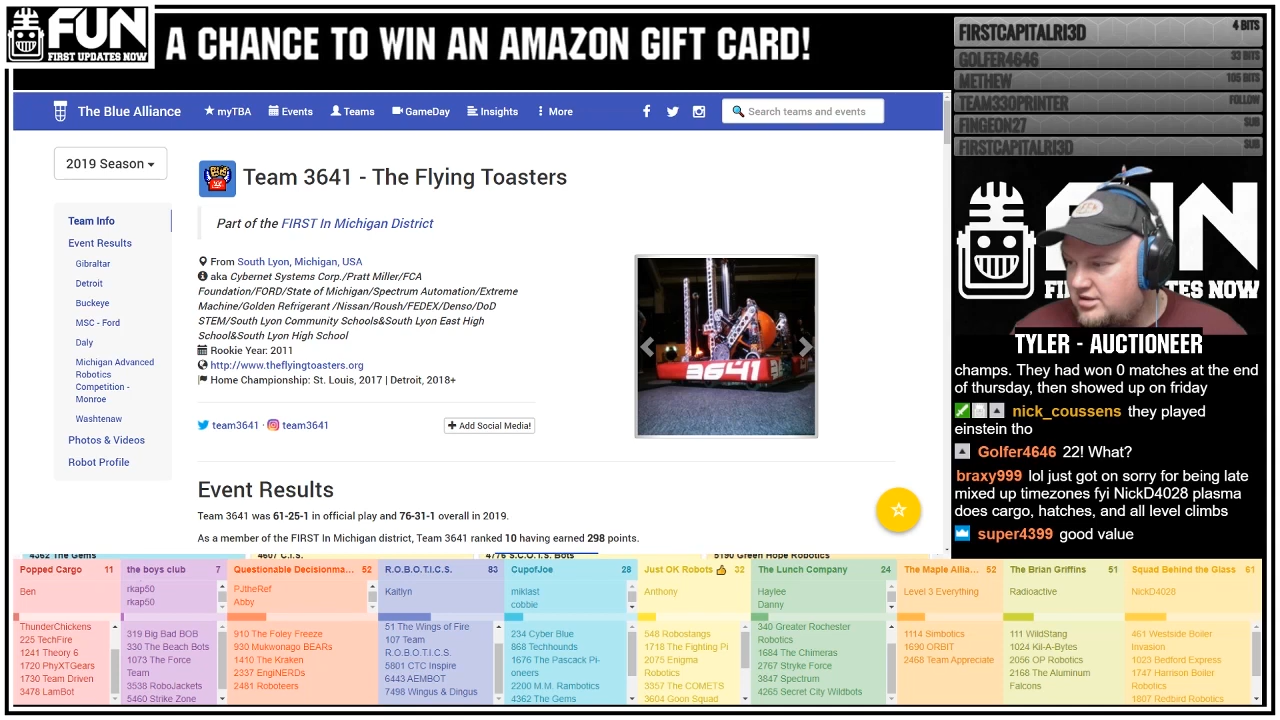 FUN
FIRST UPDATES NOW
A CHANCE TO WIN AN AMAZON GIFT CARD!
The Blue Alliance
myTBA
Events
Teams
GameDay
Insights
More
Search teams and events
2019 Season
Team Info
Event Results
Gibraltar
Detroit
Buckeye
MSC - Ford
Daly
Michigan Advanced
Robotics
Competition -
Monroe
Washtenaw
Photos & Videos
Robot Profile
Team 3641 - The Flying Toasters
Part of the FIRST In Michigan District
From South Lyon, Michigan, USA
aka Cybernet Systems Corp./Pratt Miller/FCA
Foundation/FORD/State of Michigan/Spectrum Automation/Extreme
Machine/Golden Refrigerant /Nissan/Roush/FEDEX/Denso/DoD
STEM/South Lyon Community Schools&South Lyon East High
School&South Lyon High School
Rookie Year: 2011
http://www.theflyingtoasters.org
Home Championship: St. Louis, 2017 | Detroit, 2018+
team3641 · team3641
Add Social Media!
3641
Event Results
Team 3641 was 61-25-1 in official play and 76-31-1 overall in 2019.
As a member of the FIRST In Michigan district, Team 3641 ranked 10 having earned 298 points.
FIRSTCAPITALRI3D 4 BITS
GOLFER4646 33 BITS
METHEW 105 BITS
TEAM330PRINTER FOLLOW
FINGEON27 SUB
FIRSTCAPITALRI3D SUB
TYLER - AUCTIONEER
champs. They had won 0 matches at the end
of thursday, then showed up on friday
nick_coussens they played
einstein tho
Golfer4646 22! What?
braxy999 lol just got on sorry for being late
mixed up timezones fyi NickD4028 plasma
does cargo, hatches, and all level climbs
super4399 good value
4362 The Gems
4607 C.I.S.
4776 S.C.O.T.S. Bots
5190 Green Hope Robotics
Popped Cargo 11
Ben
ThunderChickens
225 TechFire
1241 Theory 6
1720 PhyXTGears
1730 Team Driven
3478 LamBot
the boys club 7
rkap50
rkap50
319 Big Bad BOB
330 The Beach Bots
1073 The Force
Team
3538 RoboJackets
5460 Strike Zone
Questionable Decisionma... 52
PJtheRef
Abby
910 The Foley Freeze
930 Mukwonago BEARs
1410 The Kraken
2337 EngiNERDs
2481 Roboteers
R.O.B.O.T.I.C.S. 83
Kaitlyn
51 The Wings of Fire
107 Team
R.O.B.O.T.I.C.S.
5801 CTC Inspire
6443 AEMBOT
7498 Wingus & Dingus
CupofJoe 28
miklast
cobbie
234 Cyber Blue
868 Techhounds
1676 The Pascack Pi-
oneers
2200 M.M. Rambotics
4362 The Gems
Just OK Robots 32
Anthony
548 Robostangs
1718 The Fighting Pi
2075 Enigma
Robotics
3357 The COMETS
3604 Goon Squad
The Lunch Company 24
Haylee
Danny
340 Greater Rochester
Robotics
1684 The Chimeras
2767 Stryke Force
3847 Spectrum
4265 Secret City Wildbots
The Maple Allia... 52
Level 3 Everything
1114 Simbotics
1690 ORBIT
2468 Team Appreciate
The Brian Griffins 51
Radioactive
111 WildStang
1024 Kil-A-Bytes
2056 OP Robotics
2168 The Aluminum
Falcons
Squad Behind the Glass 61
NickD4028
461 Westside Boiler
Invasion
1023 Bedford Express
1747 Harrison Boiler
Robotics
1807 Redbird Robotics